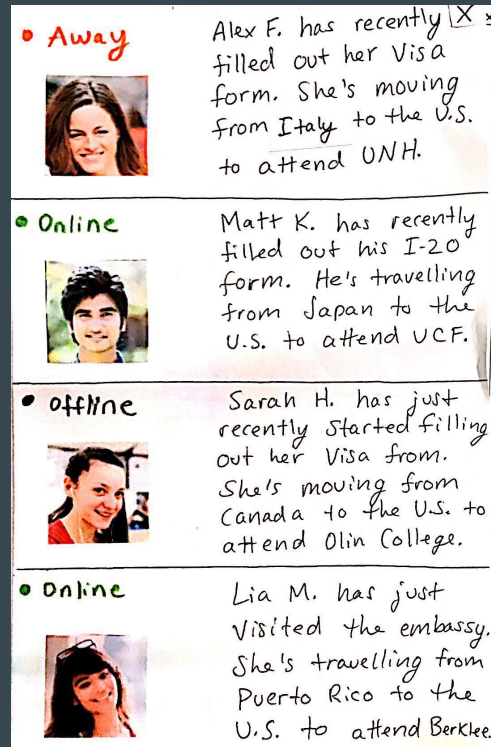 Away
Alex F. has recently
filled out her Visa
form. She's moving
from Italy to the U.S.
to attend UNH.
Online
Matt K. has recently
filled out his I-20
form. He's travelling
from Japan to the
U.S. to attend UCF.
Offline
Sarah H. has just
recently started filling
out her Visa from.
She's moving from
Canada to the U.S. to
attend Olin College.
Online
Lia M. has just
Visited the embassy.
She's travelling from
Puerto Rico to the
U.S. to attend Berklee.